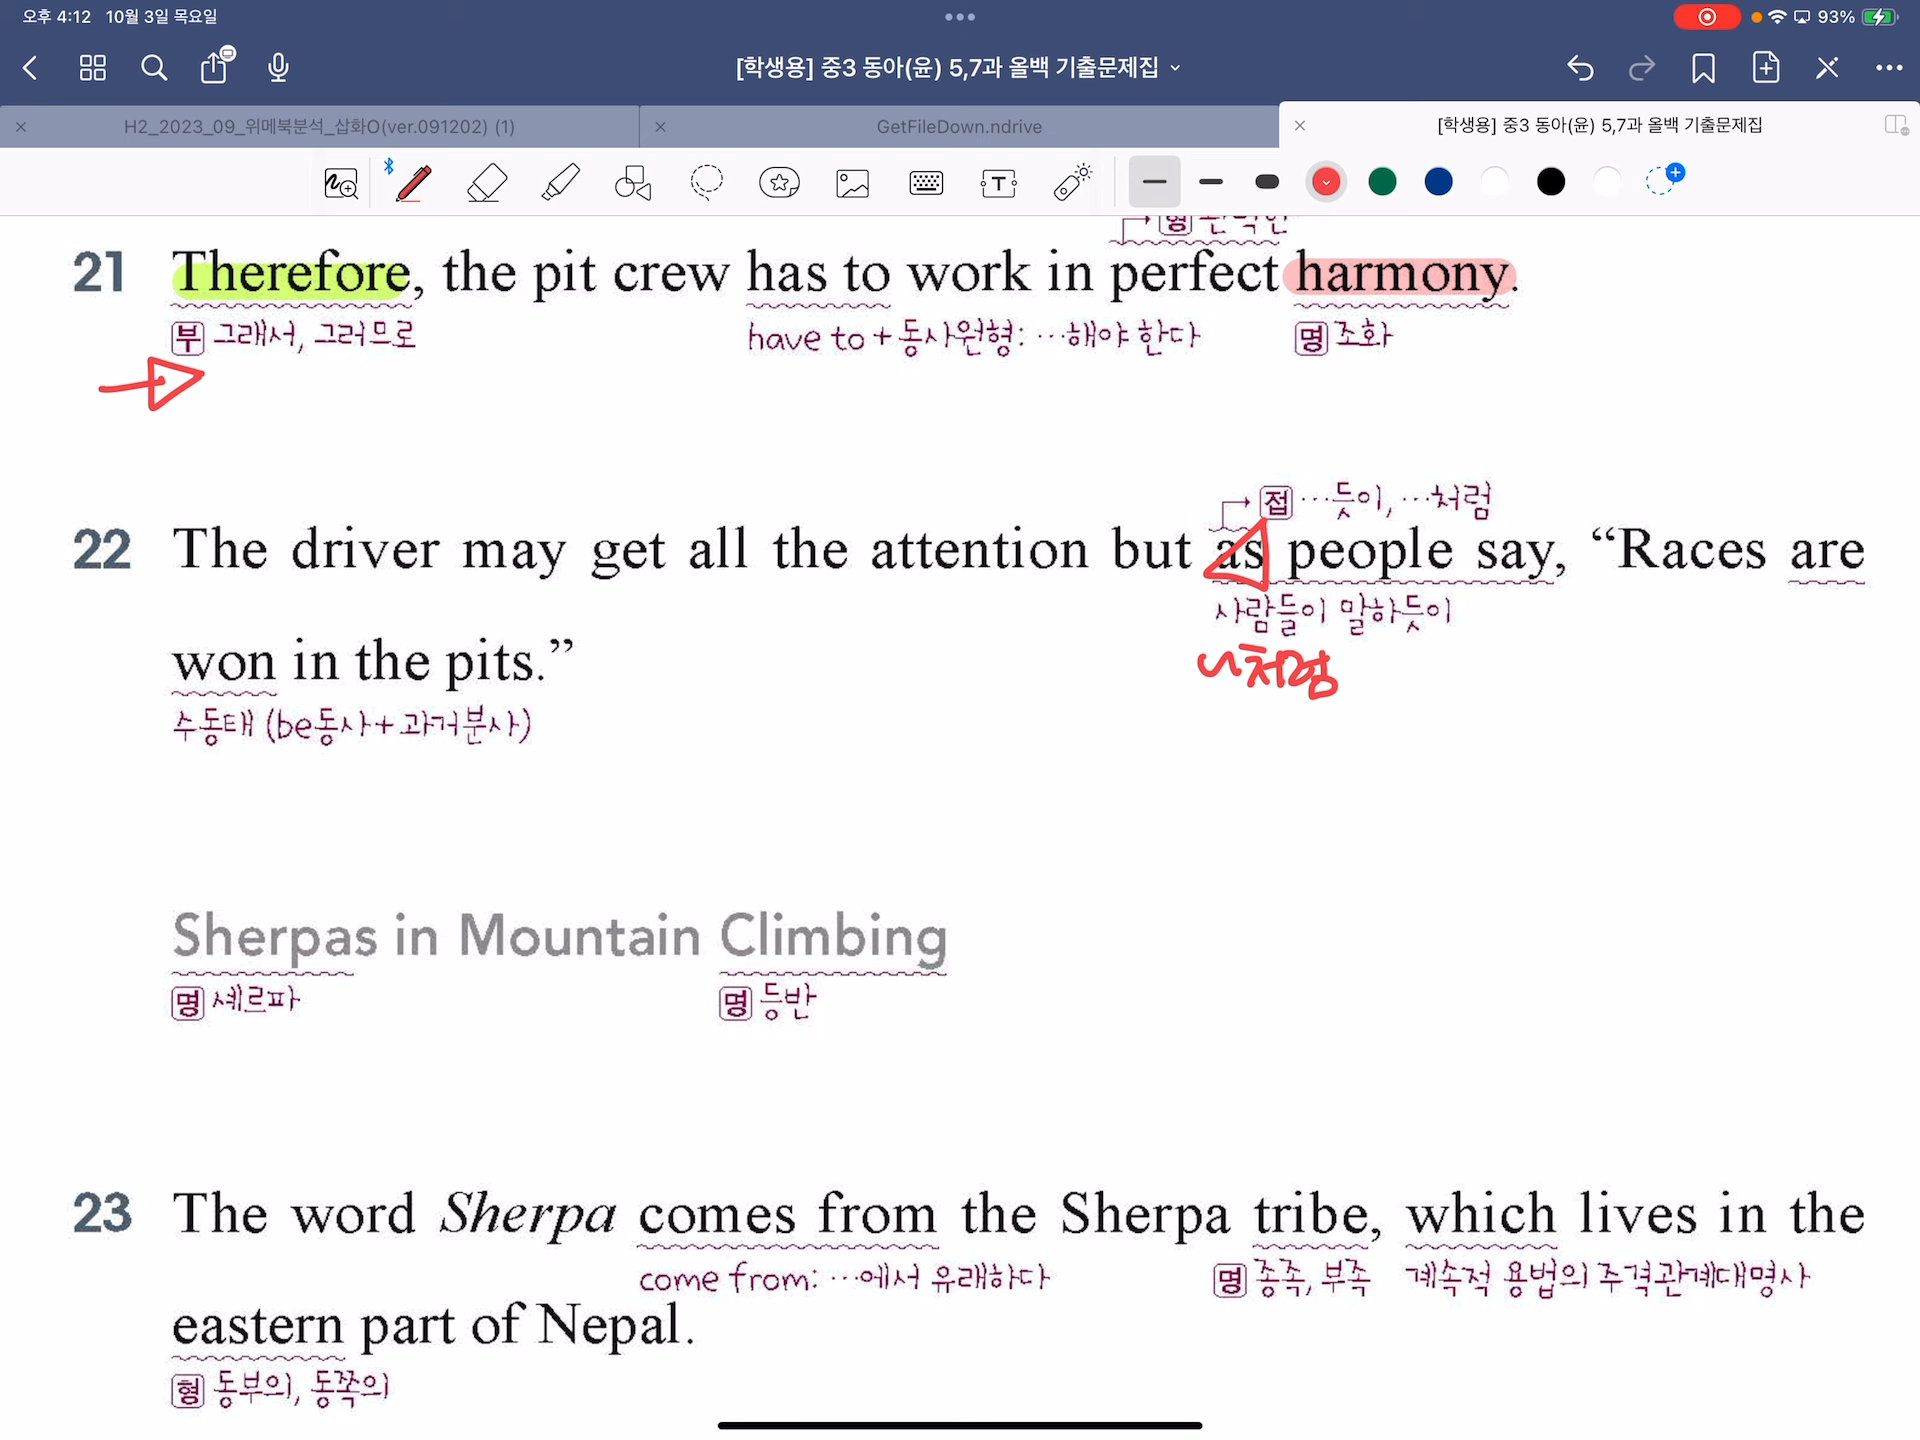 오후 4:12 10월 3일 목요일
93%
[학생용] 중3 동아(윤) 5,7과 올백 기출문제집
H2_2023_09_위메북분석_삽화O(ver.091202) (1)
GetFileDown.ndrive
[학생용] 중3 동아(윤) 5,7과 올백 기출문제집
21 Therefore, the pit crew has to work in perfect harmony.
부 그래서, 그러므로 have to + 동사원형: …해야 한다 명 조화
접 …듯이, …처럼
22 The driver may get all the attention but as people say, “Races are
사람들이 말하듯이
처럼
won in the pits.”
수동태 (be동사 + 과거분사)
Sherpas in Mountain Climbing
명 셰르파 명 등반
23 The word Sherpa comes from the Sherpa tribe, which lives in the
come from: …에서 유래하다 명 종족, 부족 계속적 용법의 주격 관계대명사
eastern part of Nepal.
형 동부의, 동쪽의